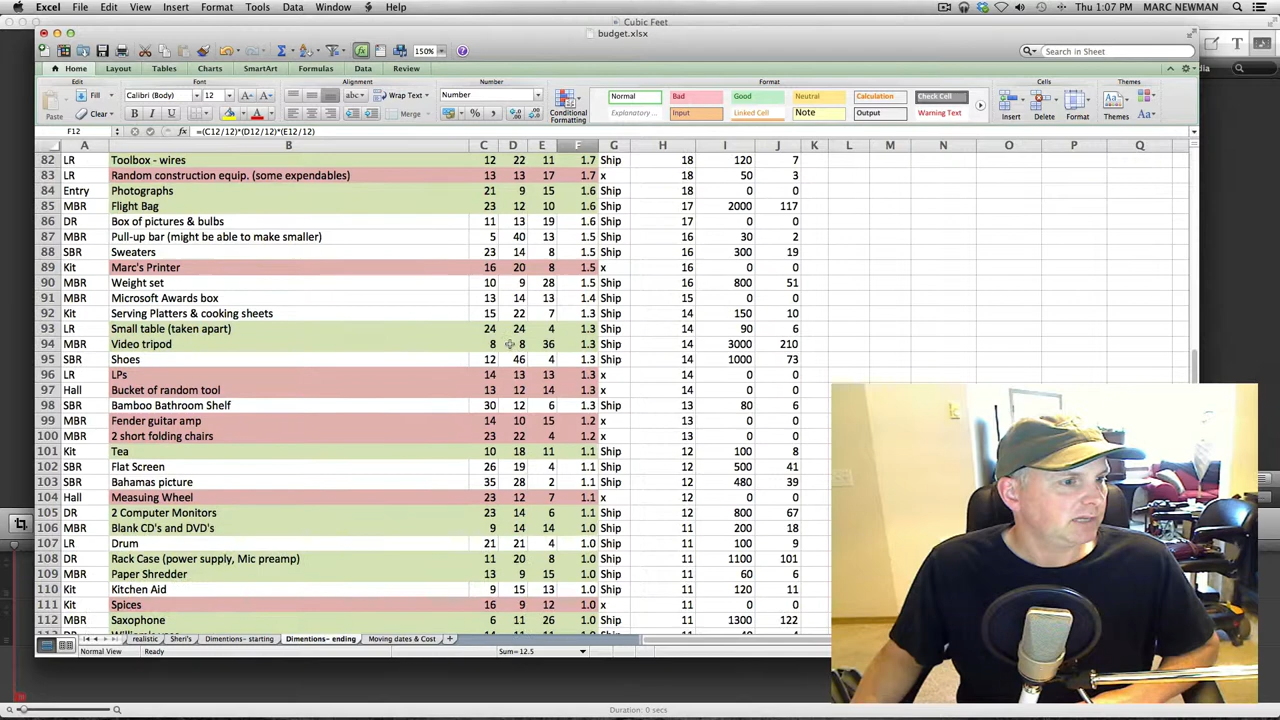 Excel File Edit View Insert Format Tools Data Window Help Thu 1:07 PM MARC NEWMAN
Cubic Feet
budget.xlsx
150% Search in Sheet
Home Layout Tables Charts SmartArt Formulas Data Review
Font Alignment Number Format Cells Themes
Paste Fill Calibri (Body) 12 abc Wrap Text Number Normal Bad Good Neutral Calculation Check Cell
Clear B I U Merge % Conditional Formatting Explanatory ... Input Linked Cell Note Output Warning Text Insert Delete Format Themes Aa
F12 fx =(C12/12)*(D12/12)*(E12/12)
A B C D E F G H I J K L M N O P Q
82 LR Toolbox - wires 12 22 11 1.7 Ship 18 120 7
83 LR Random construction equip. (some expendables) 13 13 17 1.7 x 18 50 3
84 Entry Photographs 21 9 15 1.6 Ship 18 0 0
85 MBR Flight Bag 23 12 10 1.6 Ship 17 2000 117
86 DR Box of pictures & bulbs 11 13 19 1.6 Ship 17 0 0
87 MBR Pull-up bar (might be able to make smaller) 5 40 13 1.5 Ship 16 30 2
88 SBR Sweaters 23 14 8 1.5 Ship 16 300 19
89 Kit Marc's Printer 16 20 8 1.5 x 16 0 0
90 MBR Weight set 10 9 28 1.5 Ship 16 800 51
91 MBR Microsoft Awards box 13 14 13 1.4 Ship 15 0 0
92 Kit Serving Platters & cooking sheets 15 22 7 1.3 Ship 14 150 10
93 LR Small table (taken apart) 24 24 4 1.3 Ship 14 90 6
94 MBR Video tripod 8 8 36 1.3 Ship 14 3000 210
95 SBR Shoes 12 46 4 1.3 Ship 14 1000 73
96 LR LPs 14 13 13 1.3 x 14 0 0
97 Hall Bucket of random tool 13 12 14 1.3 x 14 0 0
98 SBR Bamboo Bathroom Shelf 30 12 6 1.3 Ship 13 80 6
99 MBR Fender guitar amp 14 10 15 1.2 x 13 0 0
100 MBR 2 short folding chairs 23 22 4 1.2 x 13 0 0
101 Kit Tea 10 18 11 1.1 Ship 12 100 8
102 SBR Flat Screen 26 19 4 1.1 Ship 12 500 41
103 SBR Bahamas picture 35 28 2 1.1 Ship 12 480 39
104 Hall Measuing Wheel 23 12 7 1.1 x 12 0 0
105 DR 2 Computer Monitors 23 14 6 1.1 Ship 12 800 67
106 MBR Blank CD's and DVD's 9 14 14 1.0 Ship 11 200 18
107 LR Drum 21 21 4 1.0 Ship 11 100 9
108 DR Rack Case (power supply, Mic preamp) 11 20 8 1.0 Ship 11 1100 101
109 MBR Paper Shredder 13 9 15 1.0 Ship 11 60 6
110 Kit Kitchen Aid 9 15 13 1.0 Ship 11 120 11
111 Kit Spices 16 9 12 1.0 x 11 0 0
112 MBR Saxophone 6 11 26 1.0 Ship 11 1300 122
realistic Sheri's Dimentions- starting Dimentions- ending Moving dates & Cost
Normal View Ready Sum=12.5
Duration: 0 secs